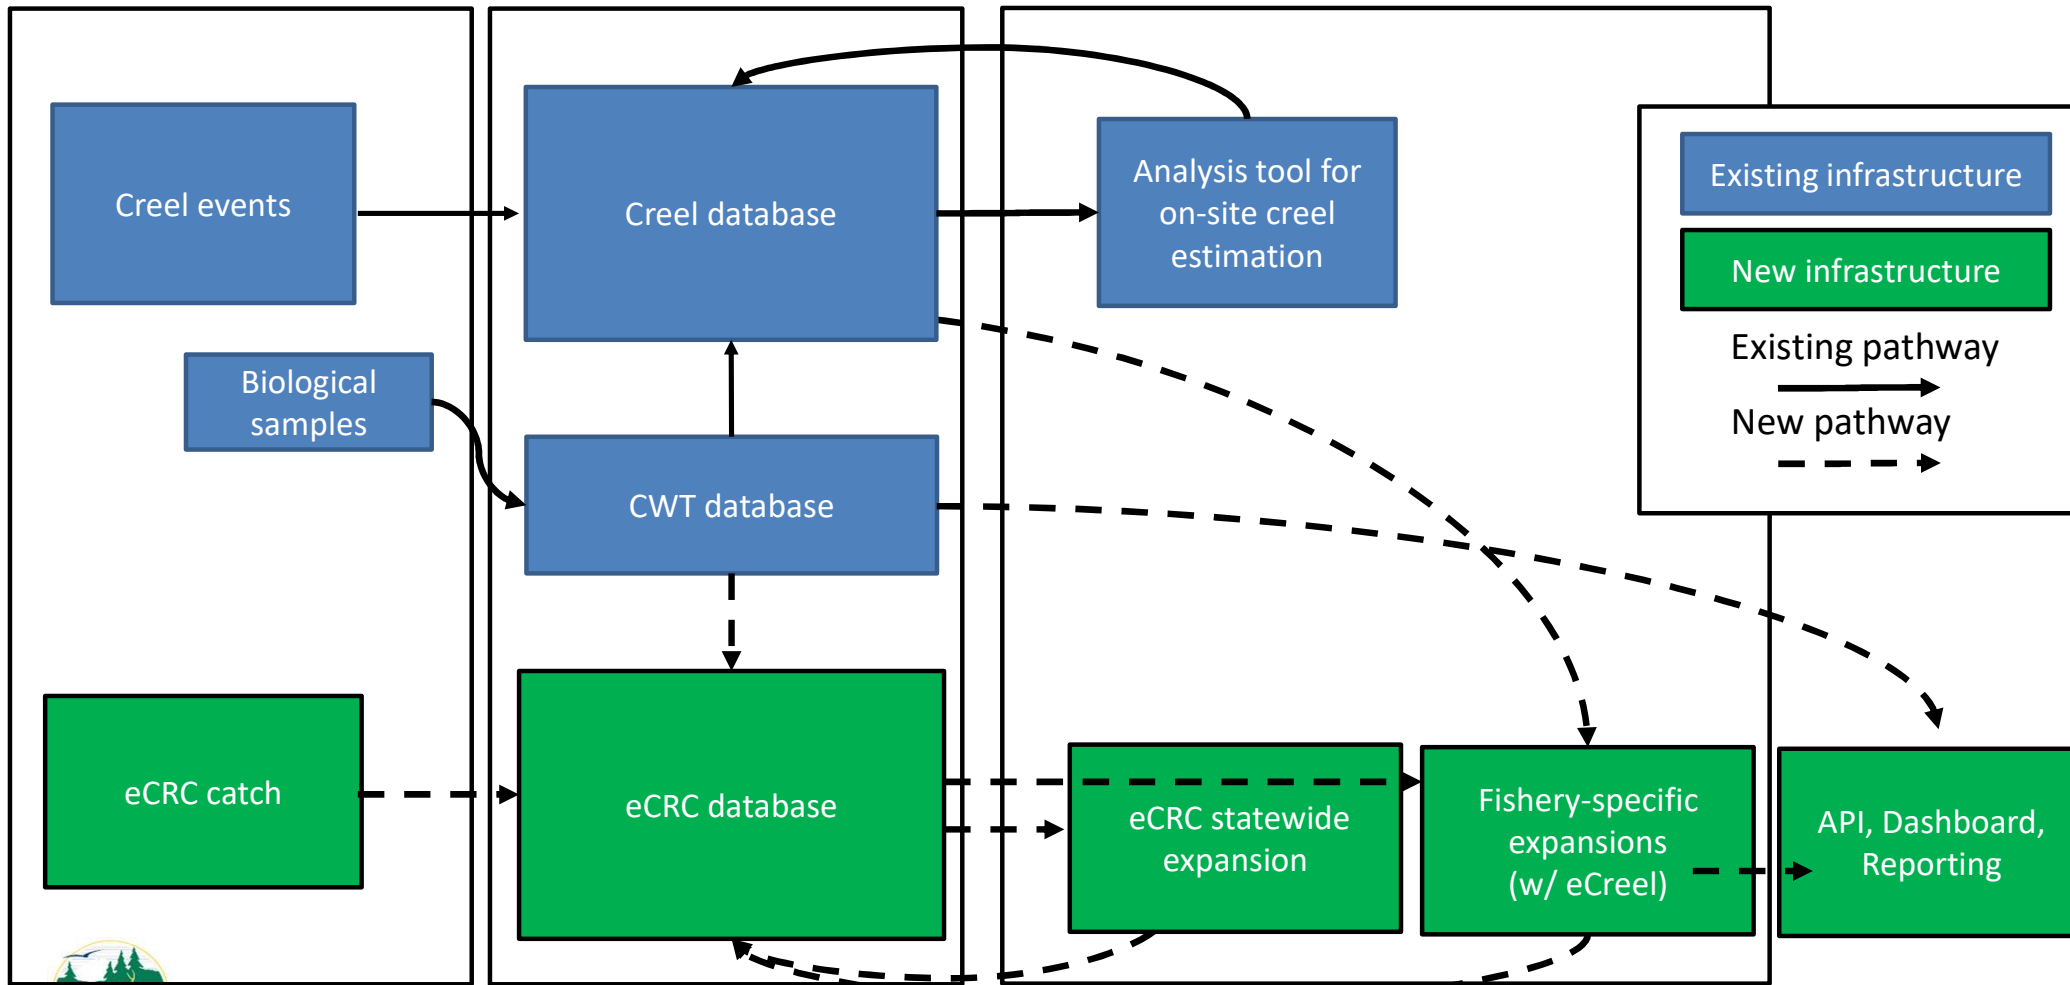 Creel events
Creel database
Analysis tool for
on-site creel
estimation
Existing infrastructure
New infrastructure
Existing pathway
New pathway
Biological
samples
CWT database
eCRC catch
eCRC database
eCRC statewide
expansion
Fishery-specific
expansions
(w/ eCreel)
API, Dashboard,
Reporting